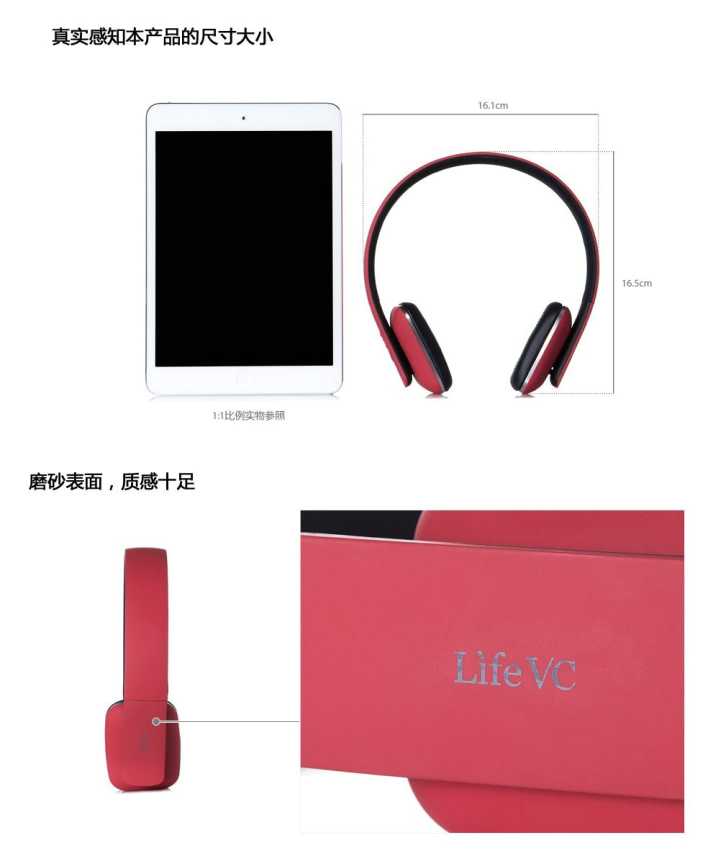 真实感知本产品的尺寸大小
16.1cm
16.5cm
1:1比例实物参照
磨砂表面，质感十足
Lìfe VC